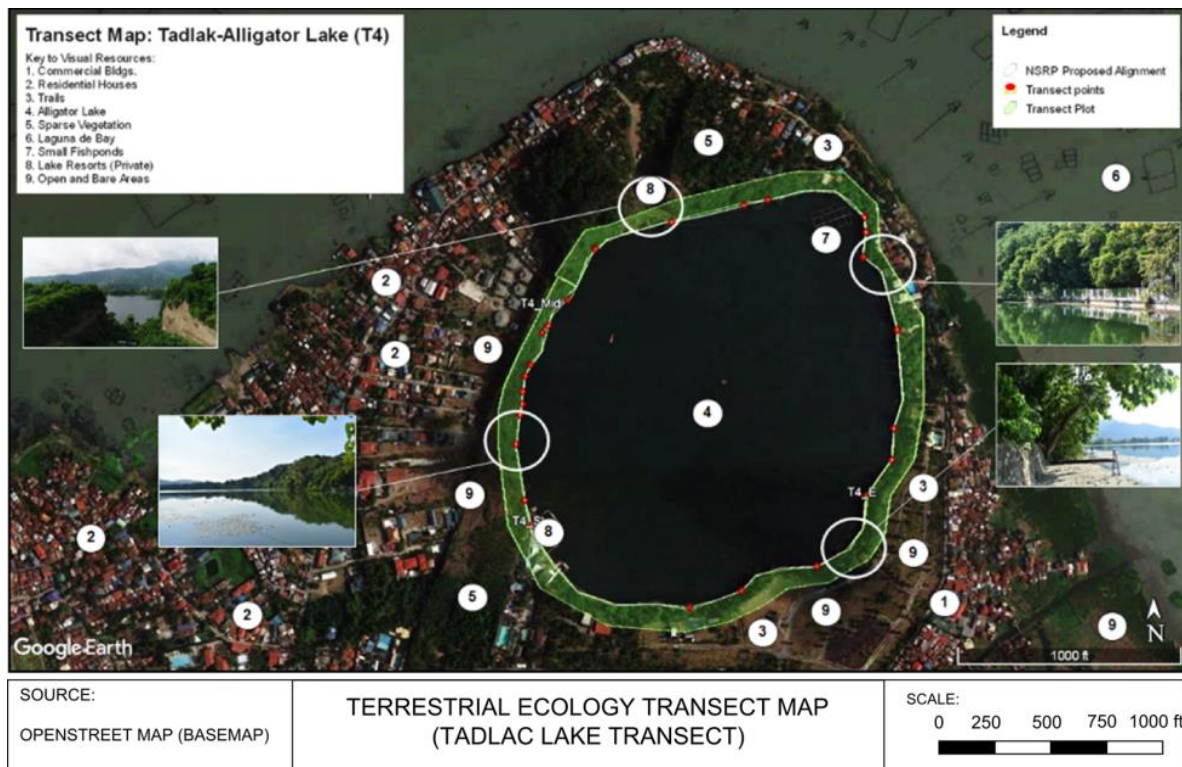 Transect Map: Tadlak-Alligator Lake (T4)
Key to Visual Resources:
1. Commercial Bldgs.
2. Residential Houses
3. Trails
4. Alligator Lake
5. Sparse Vegetation
6. Laguna de Bay
7. Small Fishponds
8. Lake Resorts (Private)
9. Open and Bare Areas
Legend
NSRP Proposed Alignment
Transect points
Transect Plot
5
3
6
8
7
2
T4_Mid
2
9
4
9
3
T4_E
2
T4_S
8
9
5
1
2
3
9
9
N
Google Earth
1000 ft
SOURCE:
OPENSTREET MAP (BASEMAP)
TERRESTRIAL ECOLOGY TRANSECT MAP
(TADLAC LAKE TRANSECT)
SCALE:
0 250 500 750 1000 ft